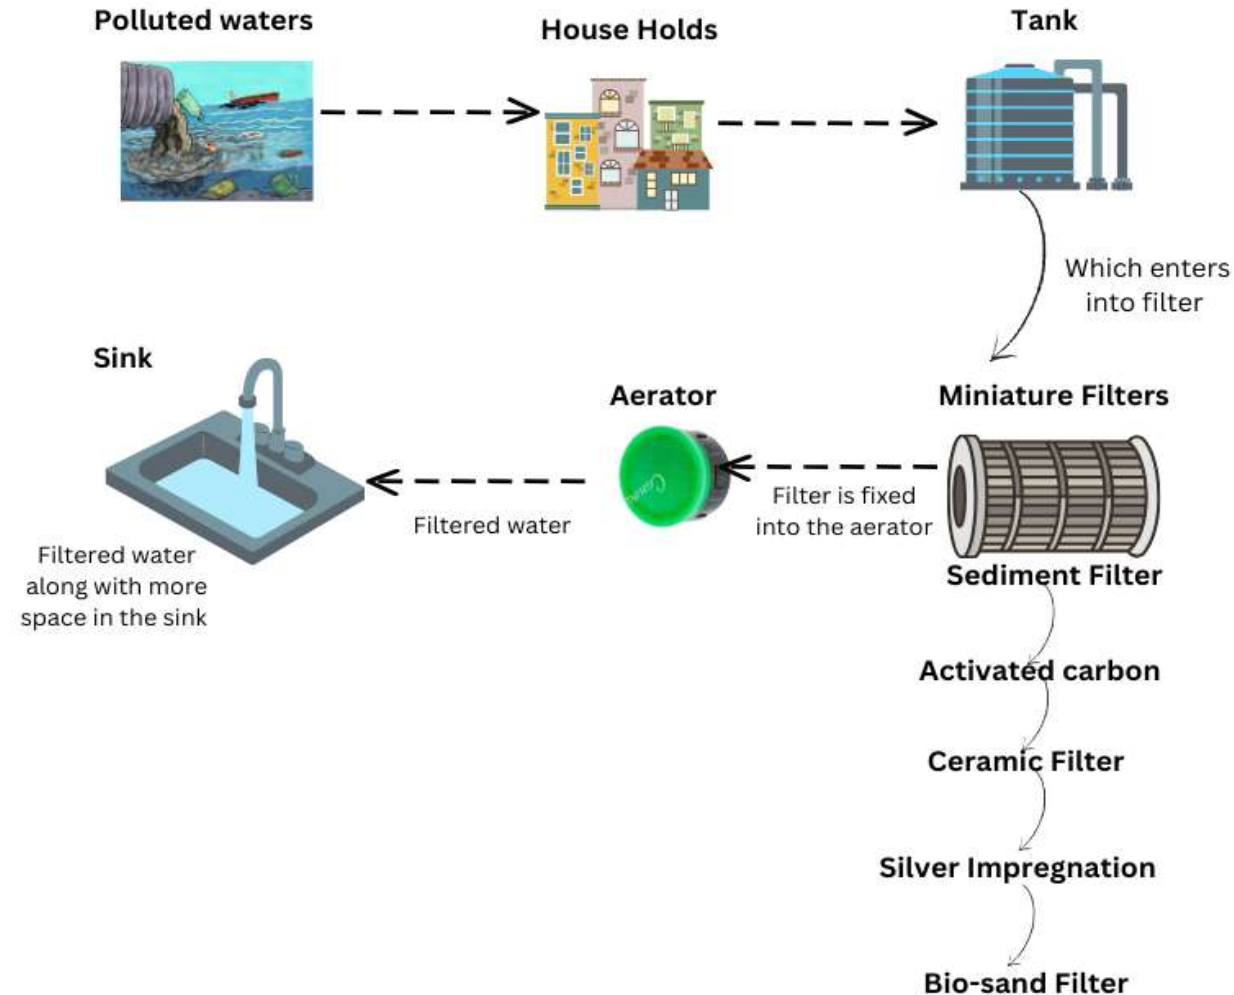 Polluted waters
House Holds
Tank
Which enters
into filter
Miniature Filters
Filter is fixed
into the aerator
Aerator
Filtered water
Sink
Filtered water
along with more
space in the sink
Sediment Filter
Activated carbon
Ceramic Filter
Silver Impregnation
Bio-sand Filter